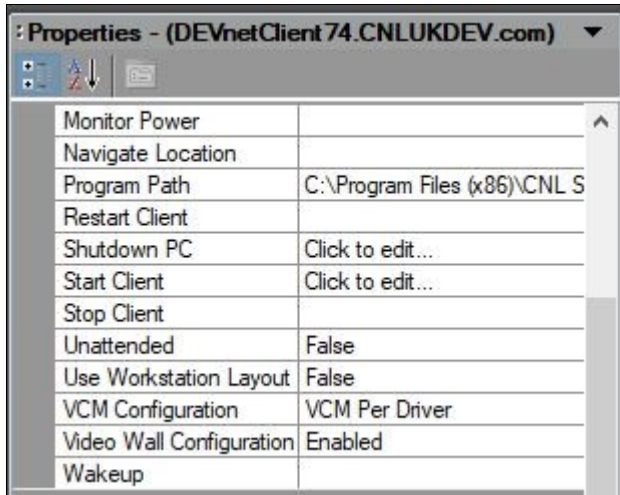 Properties - (DEVnetClient74.CNLUKDEV.com)
Monitor Power
Navigate Location
Program Path C:\Program Files (x86)\CNL S
Restart Client
Shutdown PC Click to edit...
Start Client Click to edit...
Stop Client
Unattended False
Use Workstation Layout False
VCM Configuration VCM Per Driver
Video Wall Configuration Enabled
Wakeup